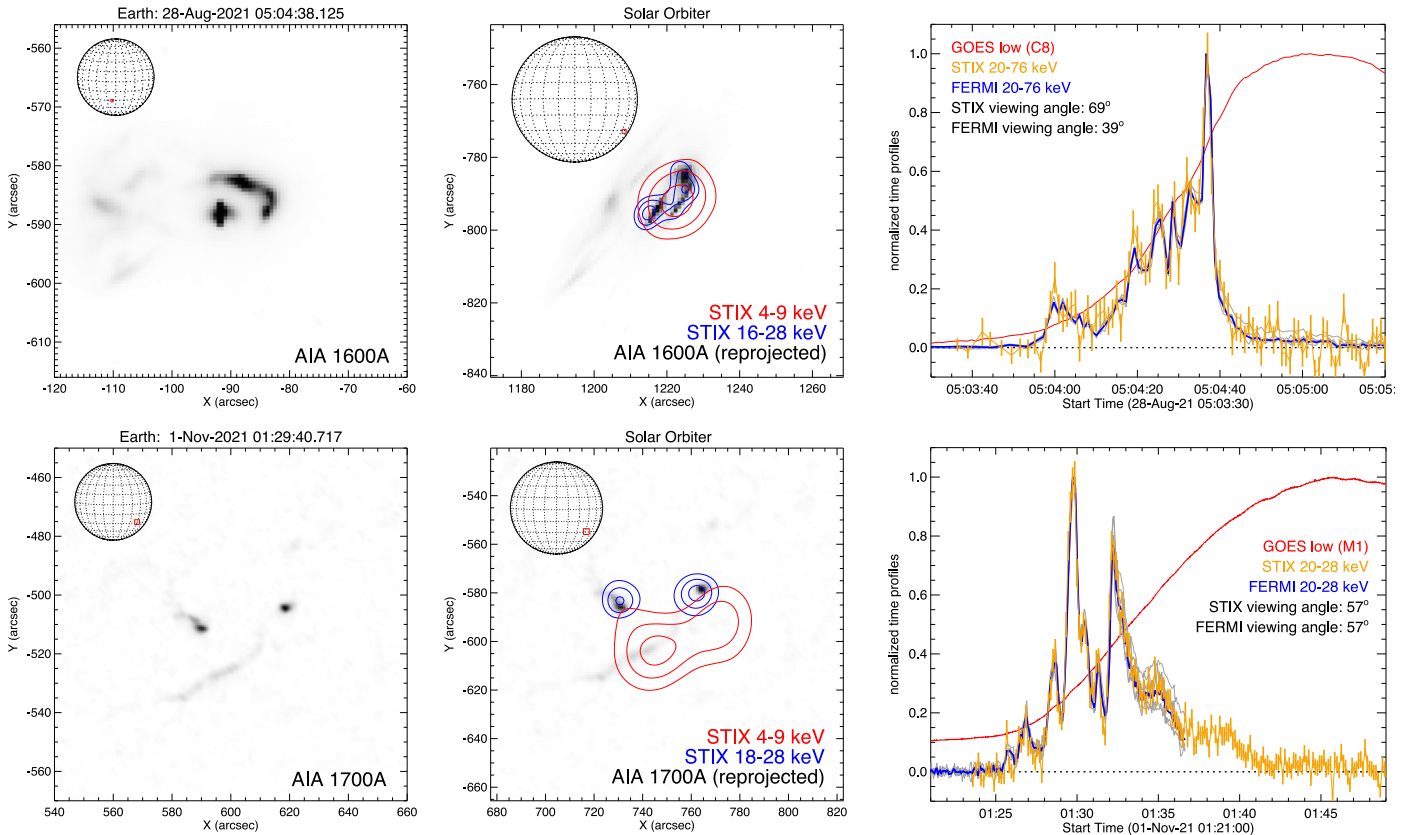 Earth: 28-Aug-2021 05:04:38.125
Y (arcsec)
-560
-570
-580
-590
-600
-610
AIA 1600A
-120
-110
-100
-90
-80
-70
-60
X (arcsec)
Solar Orbiter
Y (arcsec)
-760
-780
-800
-820
-840
STIX 4-9 keV
STIX 16-28 keV
AIA 1600A (reprojected)
1180
1200
1220
1240
1260
X (arcsec)
normalized time profiles
1.0
0.8
0.6
0.4
0.2
0.0
GOES low (C8)
STIX 20-76 keV
FERMI 20-76 keV
STIX viewing angle: 69°
FERMI viewing angle: 39°
05:03:40
05:04:00
05:04:20
05:04:40
05:05:00
05:05:
Start Time (28-Aug-21 05:03:30)
Earth: 1-Nov-2021 01:29:40.717
Y (arcsec)
-460
-480
-500
-520
-540
-560
AIA 1700A
540
560
580
600
620
640
660
X (arcsec)
Solar Orbiter
Y (arcsec)
-540
-560
-580
-600
-620
-640
-660
STIX 4-9 keV
STIX 18-28 keV
AIA 1700A (reprojected)
680
700
720
740
760
780
800
820
X (arcsec)
normalized time profiles
1.0
0.8
0.6
0.4
0.2
0.0
GOES low (M1)
STIX 20-28 keV
FERMI 20-28 keV
STIX viewing angle: 57°
FERMI viewing angle: 57°
01:25
01:30
01:35
01:40
01:45
Start Time (01-Nov-21 01:21:00)